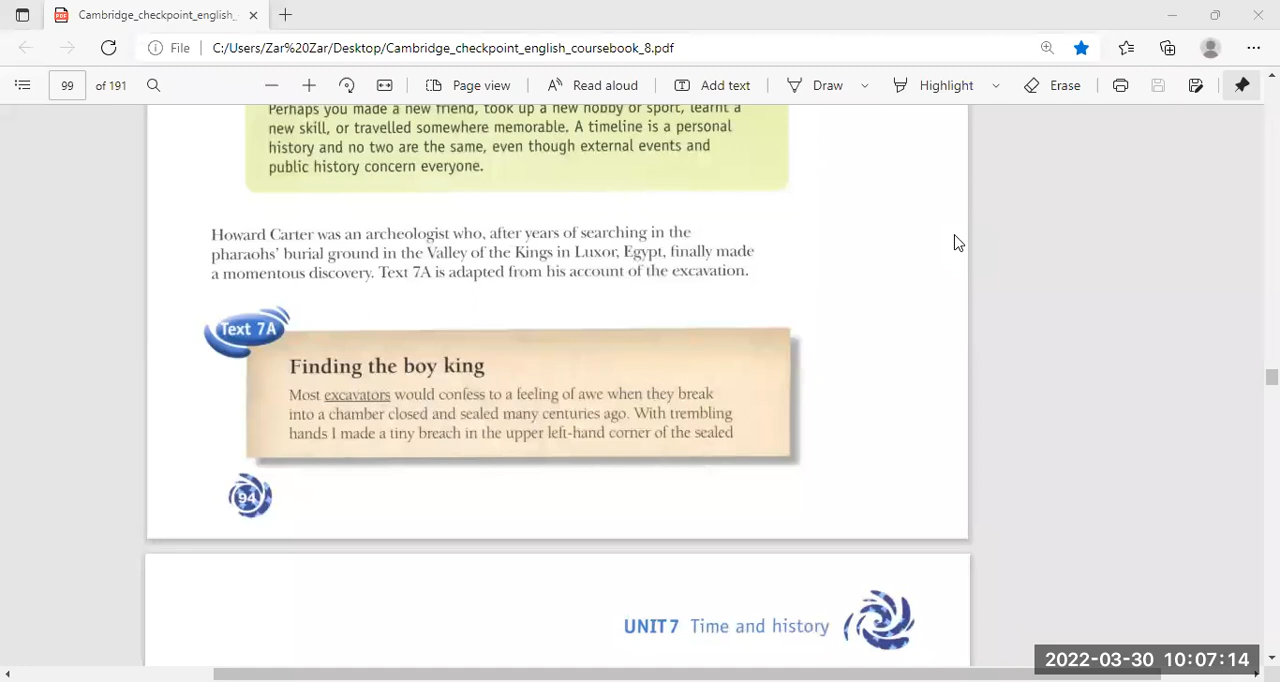 Cambridge_checkpoint_english_
File
C:/Users/Zar%20Zar/Desktop/Cambridge_checkpoint_english_coursebook_8.pdf
99 of 191
Page view
Read aloud
Add text
Draw
Highlight
Erase
Perhaps you made a new friend, took up a new hobby or sport, learnt a
new skill, or travelled somewhere memorable. A timeline is a personal
history and no two are the same, even though external events and
public history concern everyone.
Howard Carter was an archeologist who, after years of searching in the
pharaohs' burial ground in the Valley of the Kings in Luxor, Egypt, finally made
a momentous discovery. Text 7A is adapted from his account of the excavation.
Text 7A
Finding the boy king
Most excavators would confess to a feeling of awe when they break
into a chamber closed and sealed many centuries ago. With trembling
hands I made a tiny breach in the upper left-hand corner of the sealed
94
UNIT 7 Time and history
2022-03-30 10:07:14